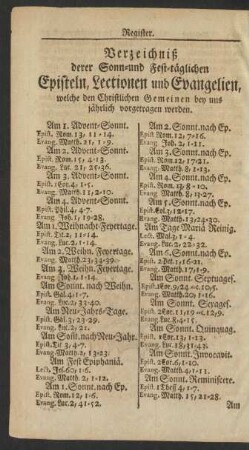 Register.
Verzeichniß
derer Sonn-und Fest-täglichen
Episteln, Lectionen und Evangelien,
welche den Christlichen Gemeinen bey uns
jährlich vorgetragen werden.
Am 1. Advent-Sonnt.
Epist. Rom. 13, 11-14.
Evang. Matth. 21, 1-9.
Am 2. Advent-Sonnt.
Epist. Rom. 15, 4-13.
Evang. Luc. 21, 25-36.
Am 3. Advent-Sonnt.
Epist. 1 Cor. 4, 1-5.
Evang. Matth. 11, 2-10.
Am 4. Advent-Sonnt.
Epist. Phil. 4, 4-7.
Evang. Joh. 1, 19-28.
Am 1. Weihnacht-Feyertage.
Epist. Tit. 2, 11-14.
Evang. Luc. 2, 1-14.
Am 2. Weihn. Feyertage.
Evang. Matth. 23, 34-39.
Am 3. Weihn. Feyertage.
Evang. Joh. 1, 1-14.
Am Sonnt. nach Weihn.
Epist. Gal. 4, 1-7.
Evang. Luc. 2, 33-40.
Am Neu-Jahrs-Tage.
Epist. Gal. 3, 23-29.
Evang. Luc. 2, 21.
Am Sonnt. nach Neu-Jahr.
Epist. Tit. 3, 4-7.
Evang. Matth. 2, 13-23.
Am Fest Epiphaniä.
Lect. Jes. 60, 1-6.
Evang. Matth. 2, 1-12.
Am 1. Sonnt. nach Ep.
Epist. Rom. 12, 1-6.
Evang. Luc. 2, 41-52.
Am 2. Sonnt. nach Ep.
Epist. Rom. 12, 7-16.
Evang. Joh. 2, 1-11.
Am 3. Sonnt. nach Ep.
Epist. Rom. 12, 17-21.
Evang. Matth. 8, 1-13.
Am 4. Sonnt. nach Ep.
Epist. Rom. 13, 8-10.
Evang. Matth. 8, 23-27.
Am 5. Sonnt. nach Ep.
Epist. Col. 3, 12-17.
Evang. Matth. 13, 24-30.
Am Tage Mariä Reinig.
Lect. Mal. 3, 1-4.
Evang. Luc. 2, 22-32.
Am 6. Sonnt. nach Ep.
Epist. 2 Pet. 1, 16-21.
Evang. Matth. 17, 1-9.
Am Sonnt. Septuages.
Epist. 1 Cor. 9, 24-c. 10, 5.
Evang. Matth. 20, 1-16.
Am Sonnt. Sexages.
Epist. 2 Cor. 11, 19-c. 12, 9.
Evang. Luc. 8, 4-15.
Am Sonnt. Quinquag.
Epist. 1 Cor. 13, 1-13.
Evang. Luc. 18, 31-43.
Am Sonnt. Invocavit.
Epist. 2 Cor. 6, 1-10.
Evang. Matth. 4, 1-11.
Am Sonnt. Reminiscere.
Epist. 1 Thess. 4, 1-7.
Evang. Matth. 15, 21-28.
Am